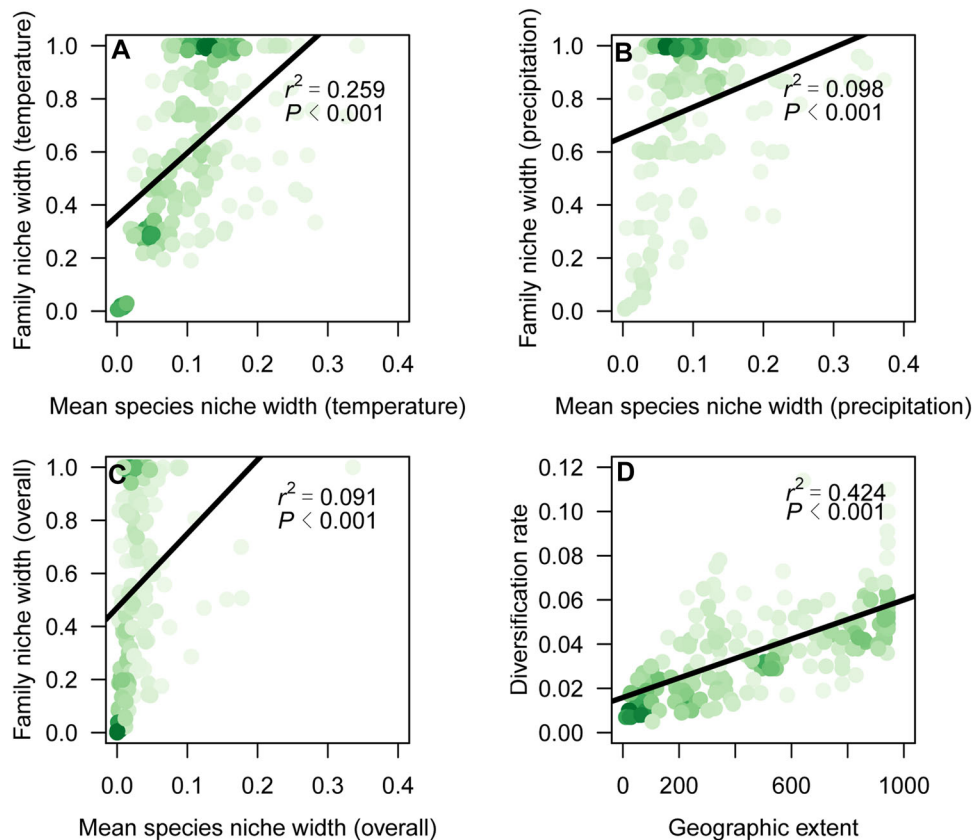 A
Family niche width (temperature)
1.0
0.8
0.6
0.4
0.2
0.0
r² = 0.259
P < 0.001
0.0 0.1 0.2 0.3 0.4
Mean species niche width (temperature)
B
Family niche width (precipitation)
1.0
0.8
0.6
0.4
0.2
0.0
r² = 0.098
P < 0.001
0.0 0.1 0.2 0.3 0.4
Mean species niche width (precipitation)
C
Family niche width (overall)
1.0
0.8
0.6
0.4
0.2
0.0
r² = 0.091
P < 0.001
0.0 0.1 0.2 0.3 0.4
Mean species niche width (overall)
D
Diversification rate
0.12
0.10
0.08
0.06
0.04
0.02
0.00
r² = 0.424
P < 0.001
0 200 600 1000
Geographic extent